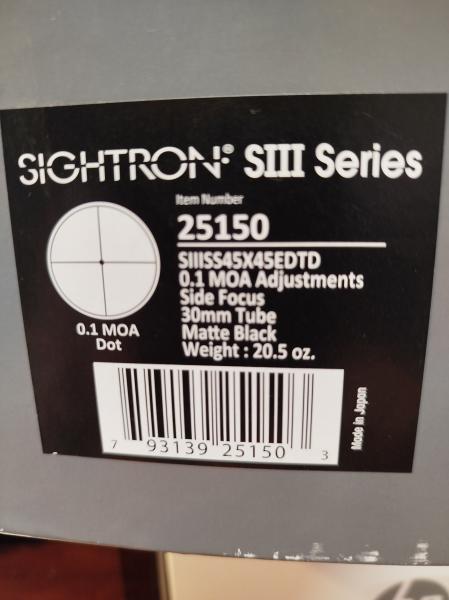 SIGHTRON® SIII Series
Item Number
25150
SIIISS45X45EDTD
0.1 MOA Adjustments
Side Focus
30mm Tube
Matte Black
Weight : 20.5 oz.
0.1 MOA
Dot
7 93139 25150 3
Made in Japan
hp